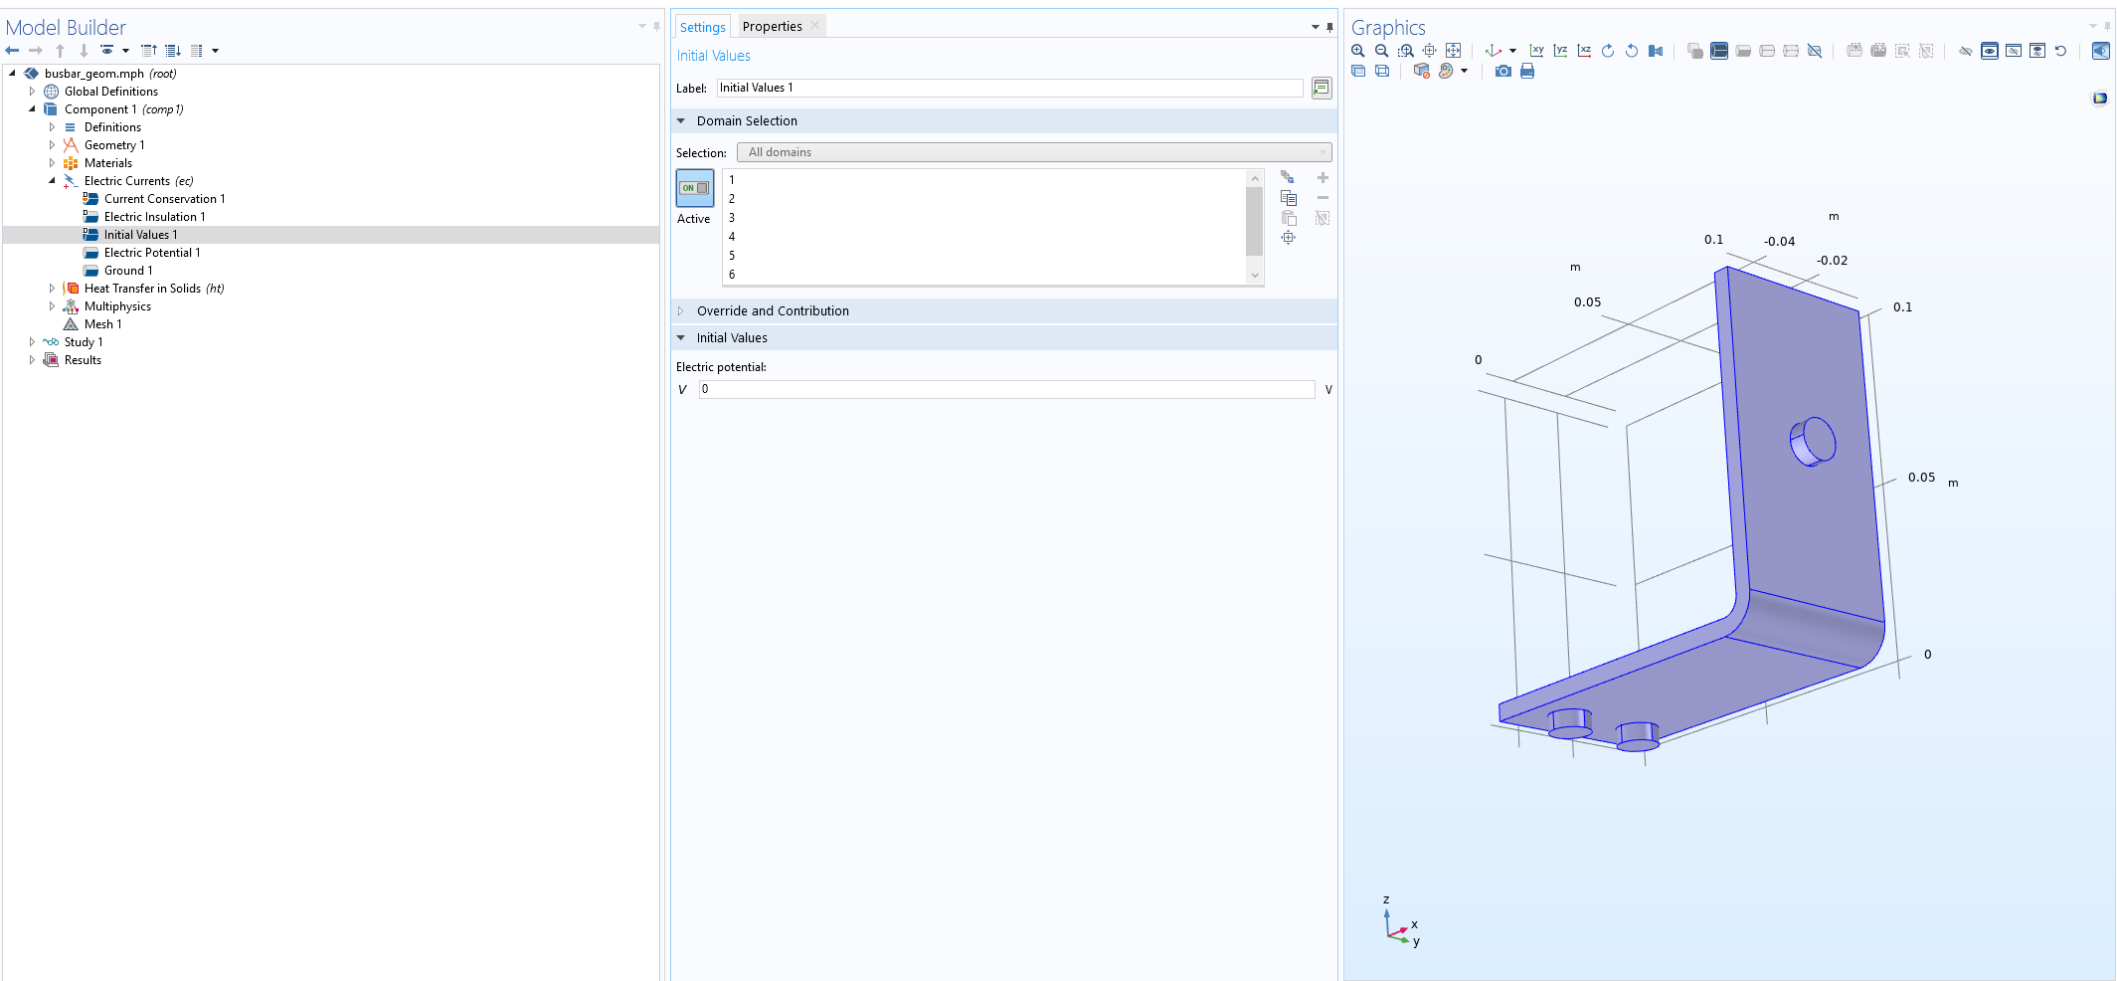 Model Builder
busbar_geom.mph (root)
Global Definitions
Component 1 (comp1)
Definitions
Geometry 1
Materials
Electric Currents (ec)
Current Conservation 1
Electric Insulation 1
Initial Values 1
Electric Potential 1
Ground 1
Heat Transfer in Solids (ht)
Multiphysics
Mesh 1
Study 1
Results
Settings Properties
Initial Values
Label: Initial Values 1
Domain Selection
Selection: All domains
ON
Active
1
2
3
4
5
6
Override and Contribution
Initial Values
Electric potential:
V 0 V
Graphics
xy yz xz
m
0.1 -0.04
-0.02
m
0.05
0.1
0
0.05 m
0
z
x
y